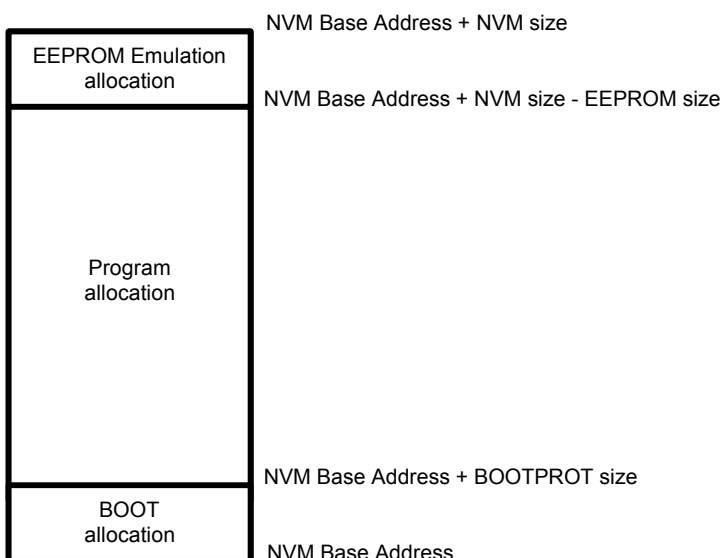 NVM Base Address + NVM size
EEPROM Emulation
allocation
NVM Base Address + NVM size - EEPROM size
Program
allocation
NVM Base Address + BOOTPROT size
BOOT
allocation
NVM Base Address